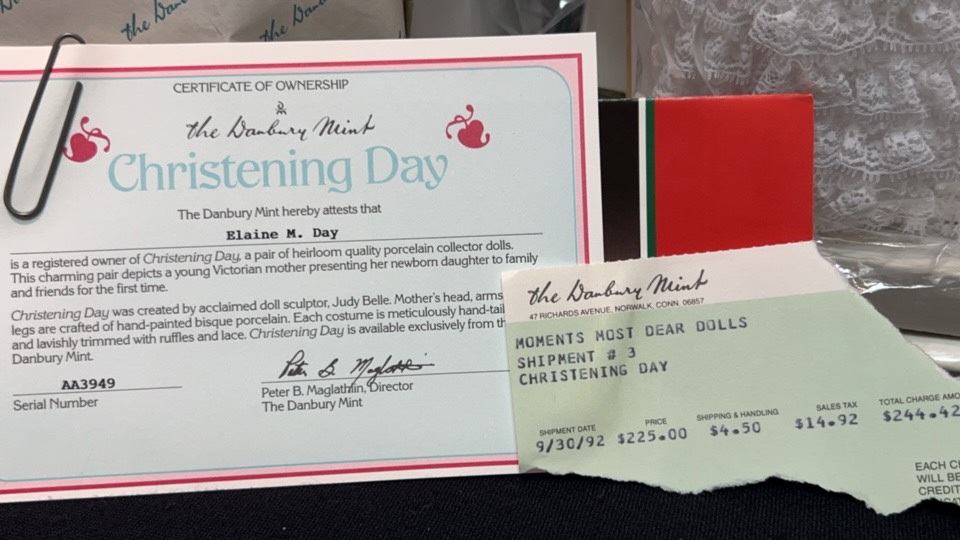 the Dan
the Da
CERTIFICATE OF OWNERSHIP
the Danbury Mint
Christening Day
The Danbury Mint hereby attests that
Elaine M. Day
is a registered owner of Christening Day, a pair of heirloom quality porcelain collector dolls.
This charming pair depicts a young Victorian mother presenting her newborn daughter to family
and friends for the first time.
Christening Day was created by acclaimed doll sculptor, Judy Belle. Mother's head, arms
legs are crafted of hand-painted bisque porcelain. Each costume is meticulously hand-tail
and lavishly trimmed with ruffles and lace. Christening Day is available exclusively from th
Danbury Mint.
AA3949
Serial Number
Peter B. Maglathlin
Peter B. Maglathlin, Director
The Danbury Mint
the Danbury Mint
47 RICHARDS AVENUE, NORWALK, CONN. 06857
MOMENTS MOST DEAR DOLLS
SHIPMENT # 3
CHRISTENING DAY
SHIPMENT DATE PRICE SHIPPING & HANDLING SALES TAX TOTAL CHARGE AMO
9/30/92 $225.00 $4.50 $14.92 $244.42
EACH C
WILL BE
CREDIT